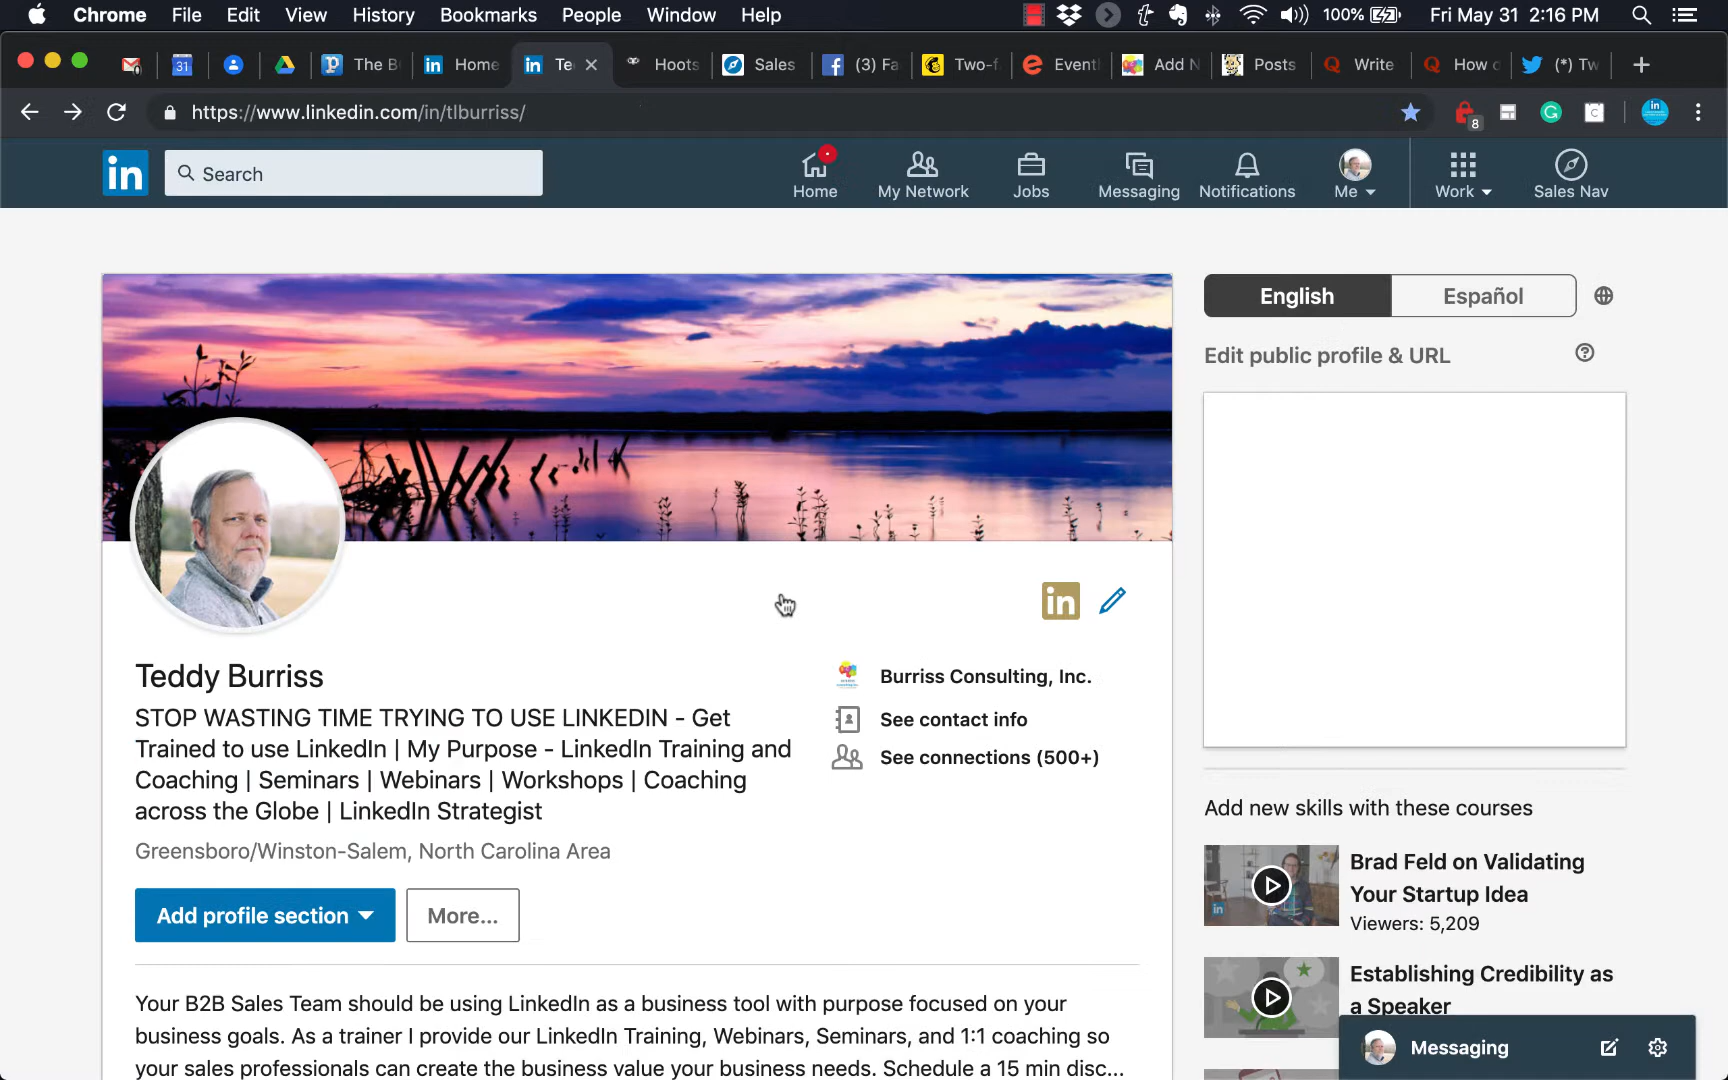 Chrome File Edit View History Bookmarks People Window Help 100% Fri May 31 2:16 PM
31 The B Home Te Hoots Sales (3) Fa Two-f Event Add N Posts Write How (*) Tw
https://www.linkedin.com/in/tlburriss/
8
in Search Home My Network Jobs Messaging Notifications Me Work Sales Nav
English Español
Edit public profile & URL
in
Teddy Burriss
STOP WASTING TIME TRYING TO USE LINKEDIN - Get
Trained to use LinkedIn | My Purpose - LinkedIn Training and
Coaching | Seminars | Webinars | Workshops | Coaching
across the Globe | LinkedIn Strategist
Greensboro/Winston-Salem, North Carolina Area
Burriss Consulting, Inc.
See contact info
See connections (500+)
Add profile section More...
Your B2B Sales Team should be using LinkedIn as a business tool with purpose focused on your
business goals. As a trainer I provide our LinkedIn Training, Webinars, Seminars, and 1:1 coaching so
your sales professionals can create the business value your business needs. Schedule a 15 min disc...
Add new skills with these courses
Brad Feld on Validating
Your Startup Idea
Viewers: 5,209
Establishing Credibility as
a Speaker
Messaging